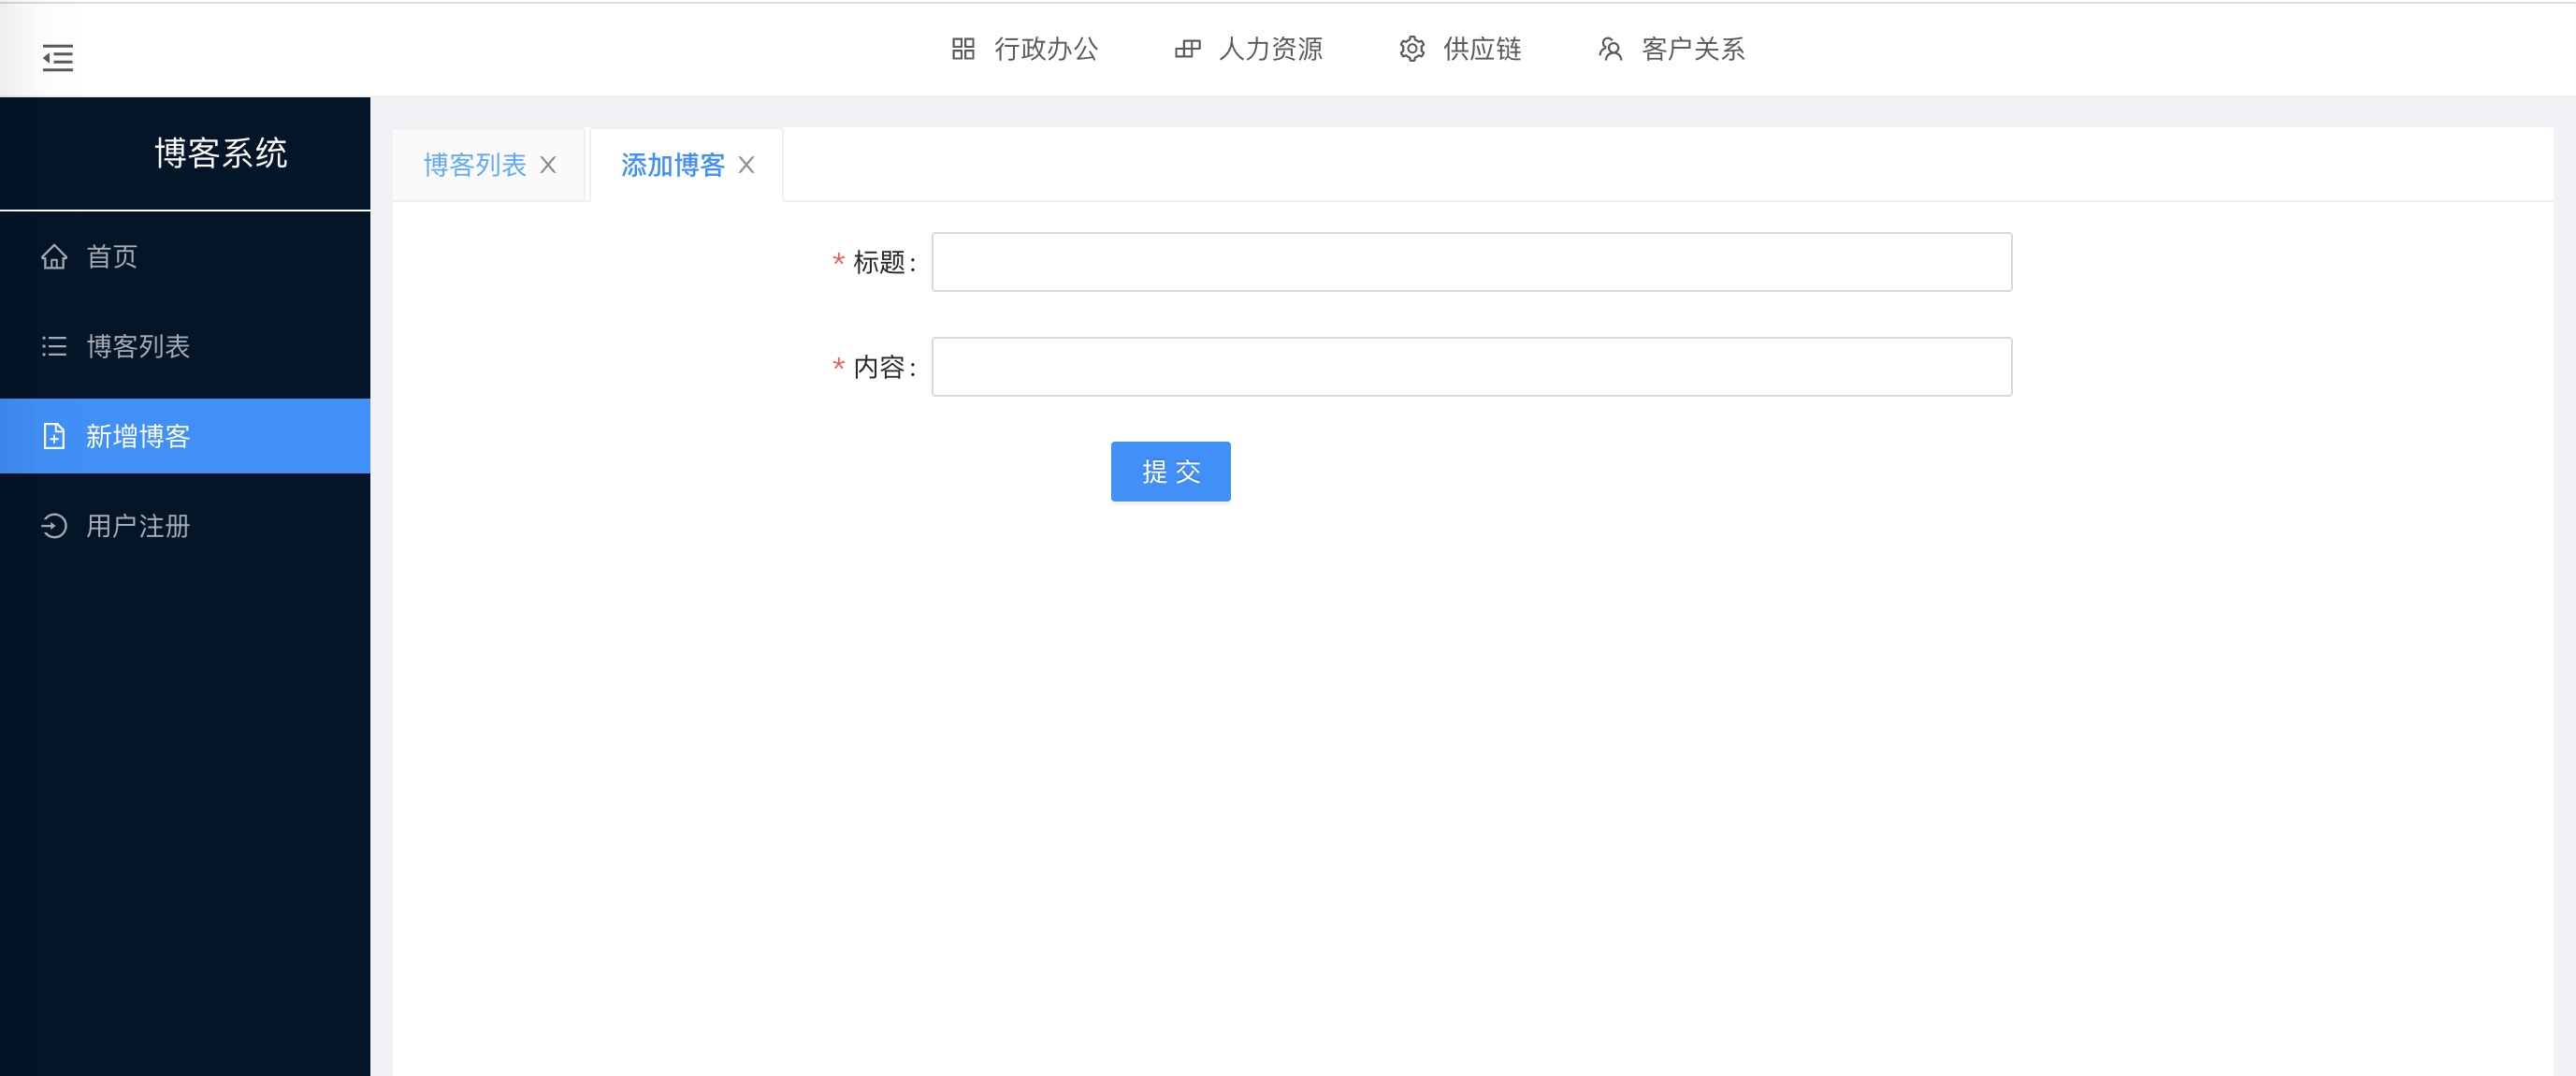 行政办公 人力资源 供应链 客户关系
博客系统
首页
博客列表
新增博客
用户注册
博客列表 添加博客
* 标题:
* 内容:
提交